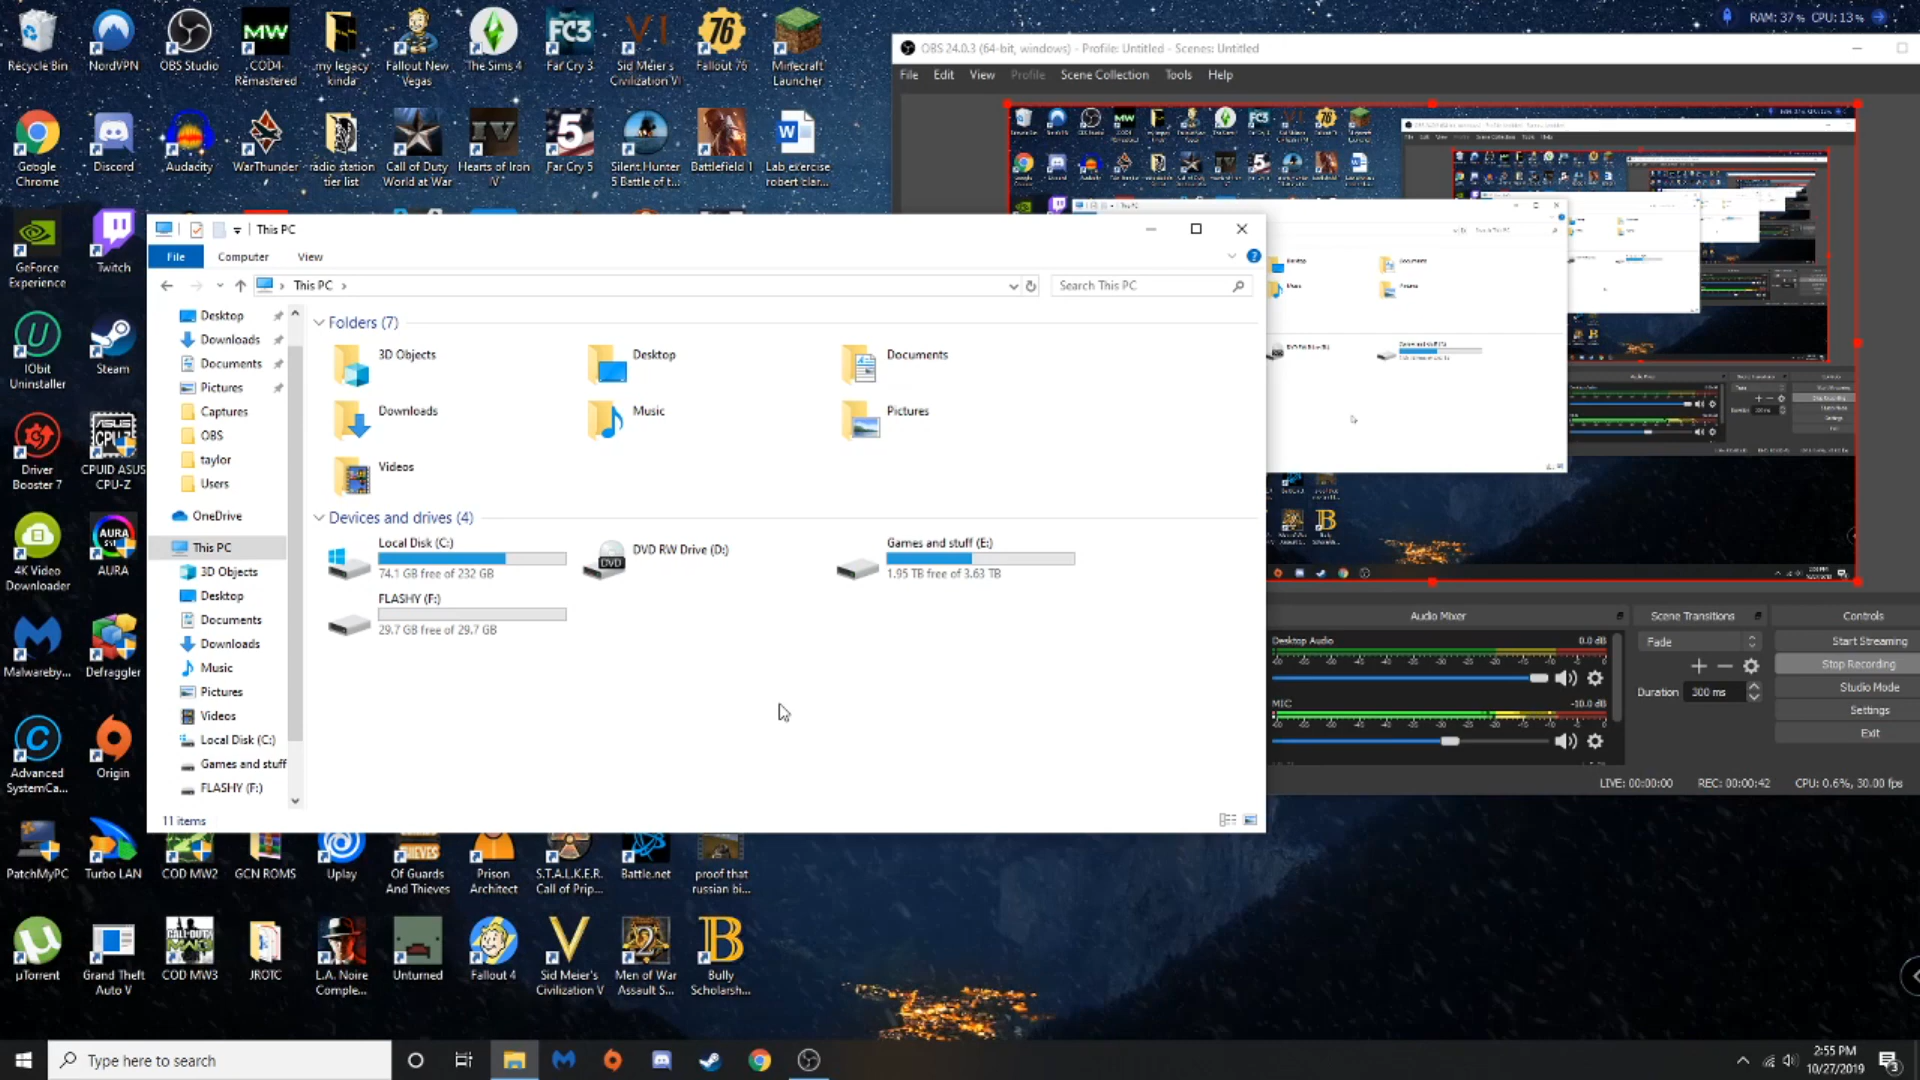 Recycle Bin
NordVPN
OBS Studio
COD4 Remastered
my legacy kinda
Fallout New Vegas
The Sims 4
Far Cry 3
Sid Meier's Civilization VI
Fallout 76
Minecraft Launcher
Google Chrome
Discord
Audacity
WarThunder
radio station tier list
Call of Duty World at War
Hearts of Iron IV
Far Cry 5
Silent Hunter 5 Battle of t...
Battlefield 1
Lab exercise robert clar...
GeForce Experience
Twitch
IObit Uninstaller
Steam
Driver Booster 7
CPUID ASUS CPU-Z
4K Video Downloader
AURA
Malwareby...
Defraggler
Advanced SystemCa...
Origin
PatchMyPC
Turbo LAN
COD MW2
GCN ROMS
Uplay
Of Guards And Thieves
Prison Architect
S.T.A.L.K.E.R. Call of Prip...
Battle.net
proof that russian bi...
µTorrent
Grand Theft Auto V
COD MW3
JROTC
L.A. Noire Comple...
Unturned
Fallout 4
Sid Meier's Civilization V
Men of War Assault S...
Bully Scholarsh...
RAM: 37% CPU: 13%
This PC
File Computer View
This PC
Search This PC
Desktop
Downloads
Documents
Pictures
Captures
OBS
taylor
Users
OneDrive
This PC
3D Objects
Desktop
Documents
Downloads
Music
Pictures
Videos
Local Disk (C:)
Games and stuff
FLASHY (F:)
Folders (7)
3D Objects
Desktop
Documents
Downloads
Music
Pictures
Videos
Devices and drives (4)
Local Disk (C:)
74.1 GB free of 232 GB
DVD RW Drive (D:)
Games and stuff (E:)
1.95 TB free of 3.63 TB
FLASHY (F:)
29.7 GB free of 29.7 GB
11 items
OBS 24.0.3 (64-bit, windows) - Profile: Untitled - Scenes: Untitled
File Edit View Profile Scene Collection Tools Help
Audio Mixer
Desktop Audio 0.0 dB
MIC -10.0 dB
Scene Transitions
Fade
Duration 300 ms
Controls
Start Streaming
Stop Recording
Studio Mode
Settings
Exit
LIVE: 00:00:00 REC: 00:00:42 CPU: 0.6%, 30.00 fps
Type here to search
2:55 PM
10/27/2019
3